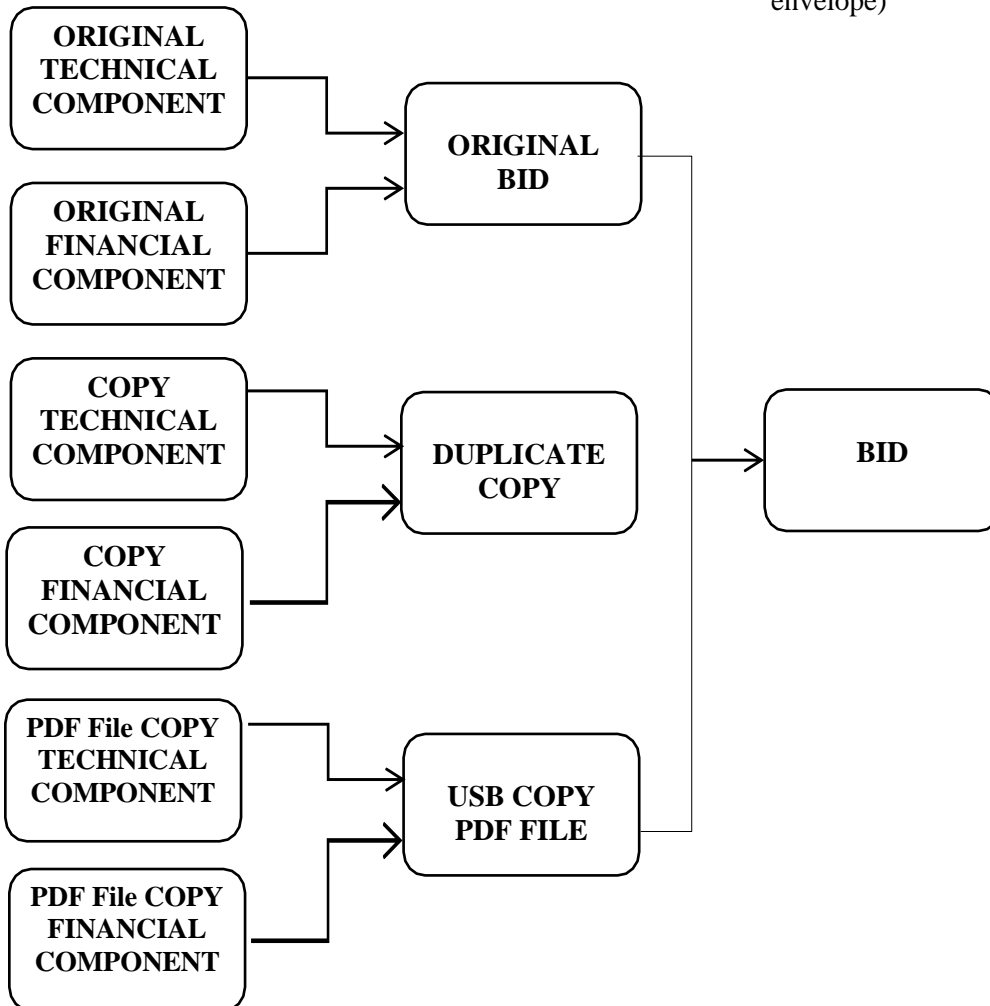 envelope)
ORIGINAL
TECHNICAL
COMPONENT
ORIGINAL
BID
ORIGINAL
FINANCIAL
COMPONENT
COPY
TECHNICAL
COMPONENT
DUPLICATE
COPY
BID
COPY
FINANCIAL
COMPONENT
PDF File COPY
TECHNICAL
COMPONENT
USB COPY
PDF FILE
PDF File COPY
FINANCIAL
COMPONENT